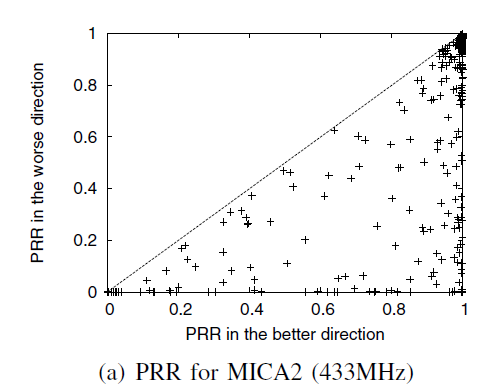 1
0.8
0.6
0.4
0.2
0
0 0.2 0.4 0.6 0.8 1
PRR in the worse direction
PRR in the better direction
(a) PRR for MICA2 (433MHz)